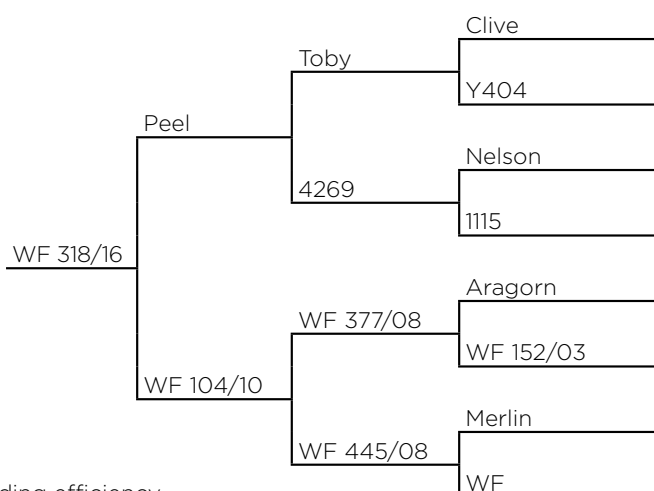 Clive
Toby
Y404
Peel
Nelson
4269
1115
WF 318/16
Aragorn
WF 377/08
WF 152/03
WF 104/10
Merlin
WF 445/08
WF
efficiency